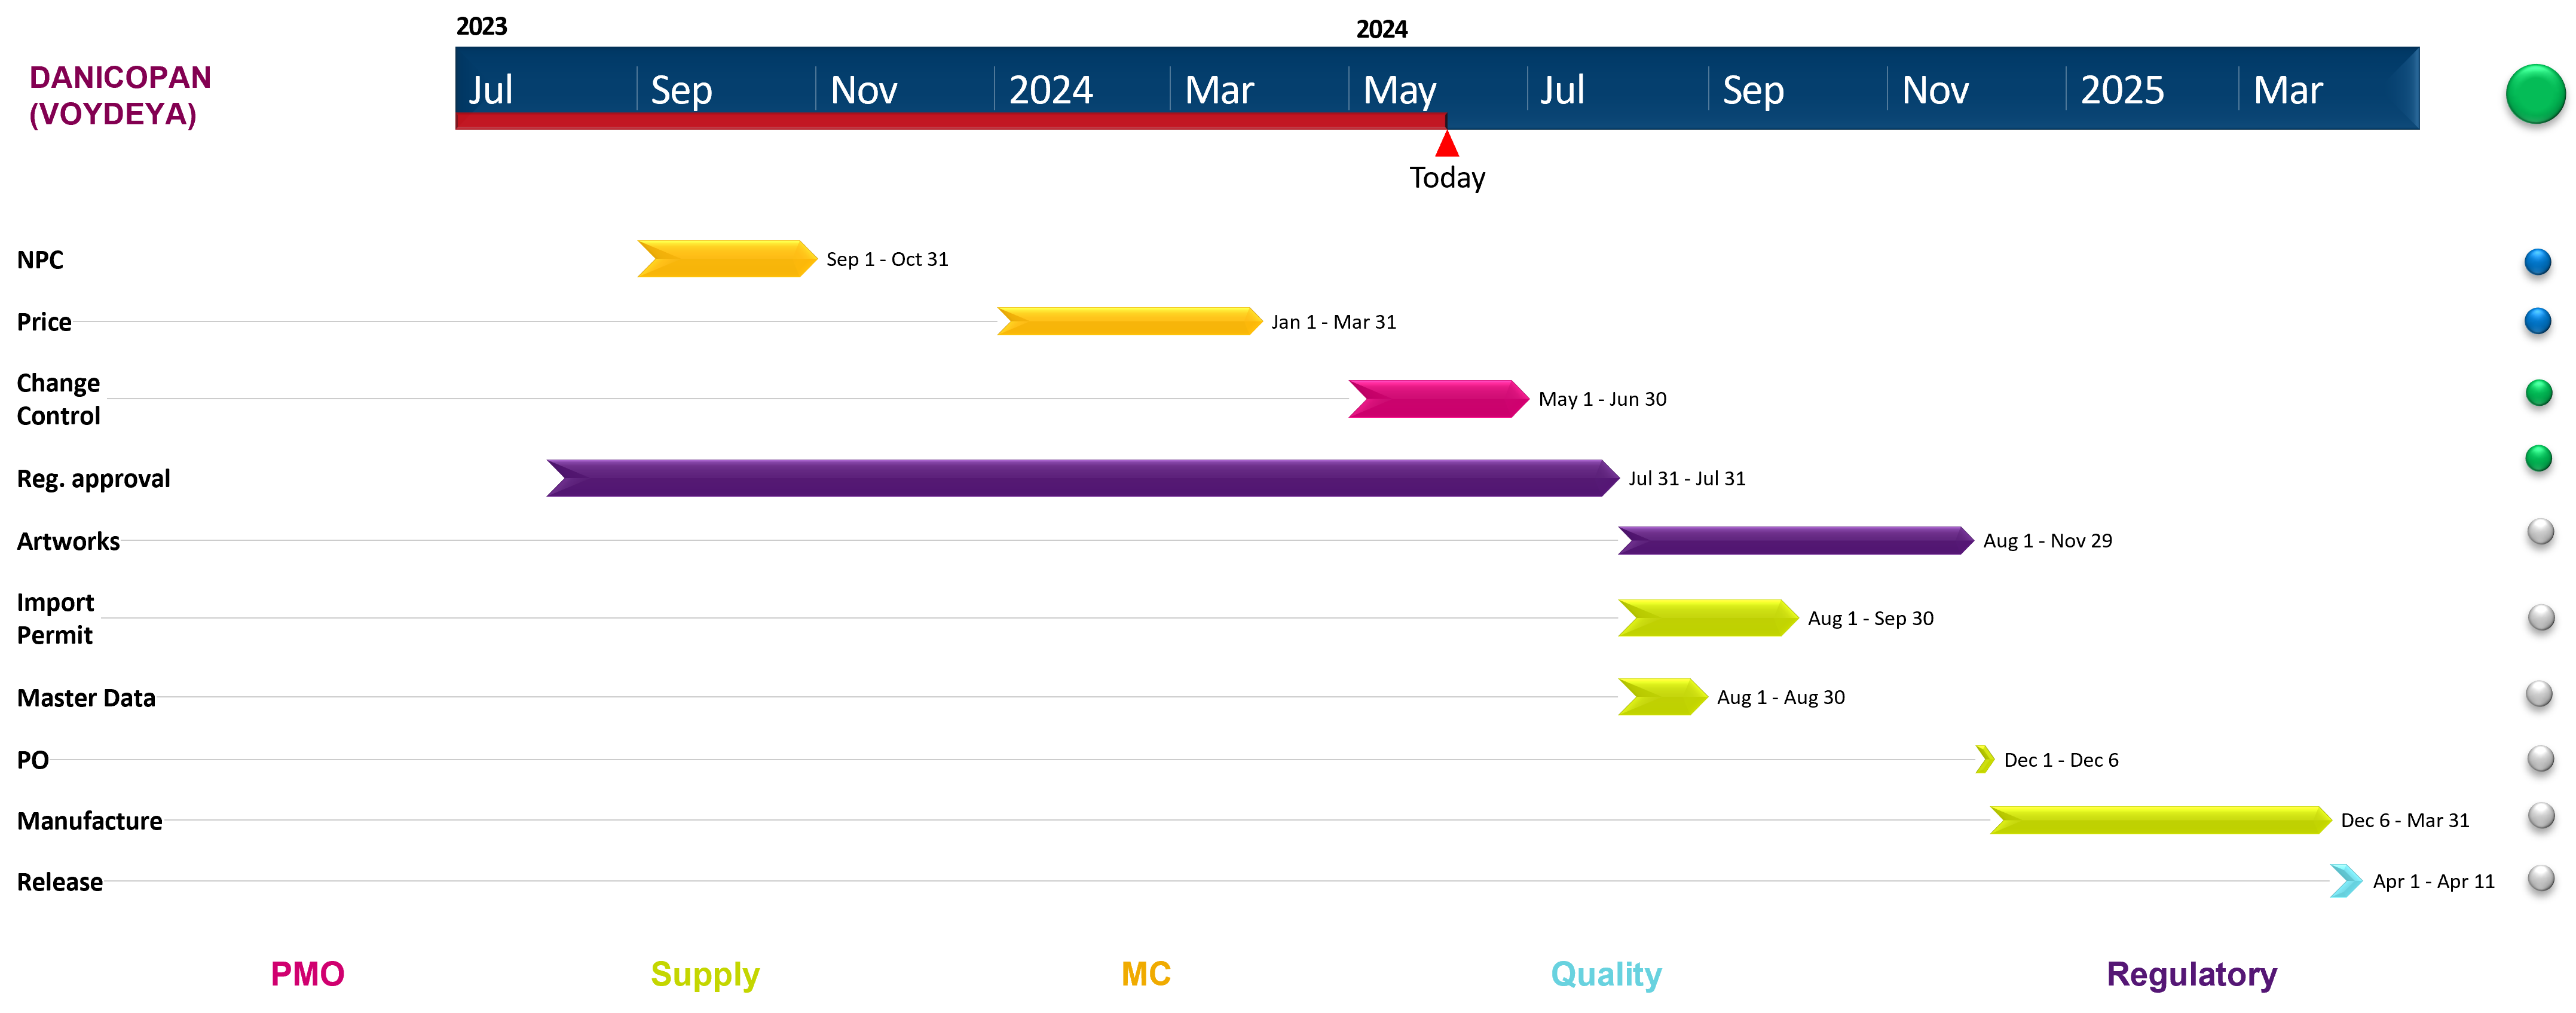 2023
2024
DANICOPAN
(VOYDEYA)
Jul Sep Nov 2024 Mar May Jul Sep Nov 2025 Mar
Today
NPC
Sep 1 - Oct 31
Price
Jan 1 - Mar 31
Change
Control
May 1 - Jun 30
Reg. approval
Jul 31 - Jul 31
Artworks
Aug 1 - Nov 29
Import
Permit
Aug 1 - Sep 30
Master Data
Aug 1 - Aug 30
PO
Dec 1 - Dec 6
Manufacture
Dec 6 - Mar 31
Release
Apr 1 - Apr 11
PMO
Supply
MC
Quality
Regulatory